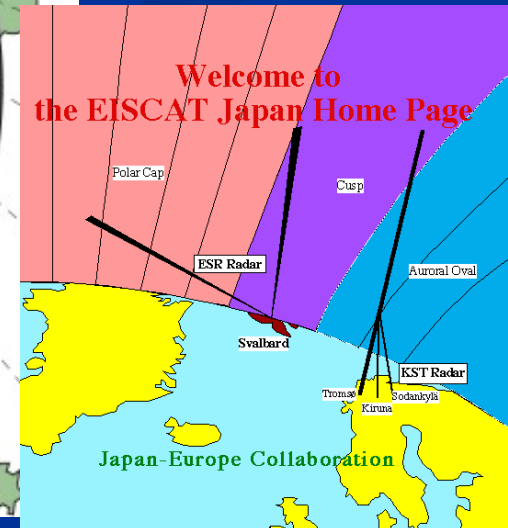 Welcome to
the EISCAT Japan Home Page
Polar Cap
Cusp
ESR Radar
Auroral Oval
Svalbard
KST Radar
Tromsø
Sodankylä
Kiruna
Japan-Europe Collaboration